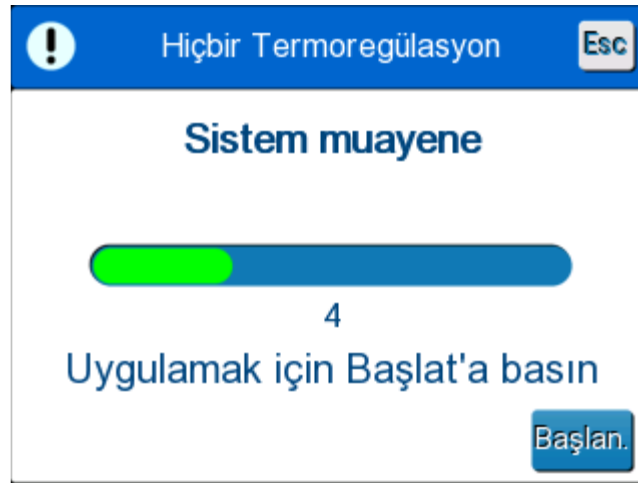 Hiçbir Termoregülasyon
Esc
Sistem muayene
4
Uygulamak için Başlat'a basın
Başlan.